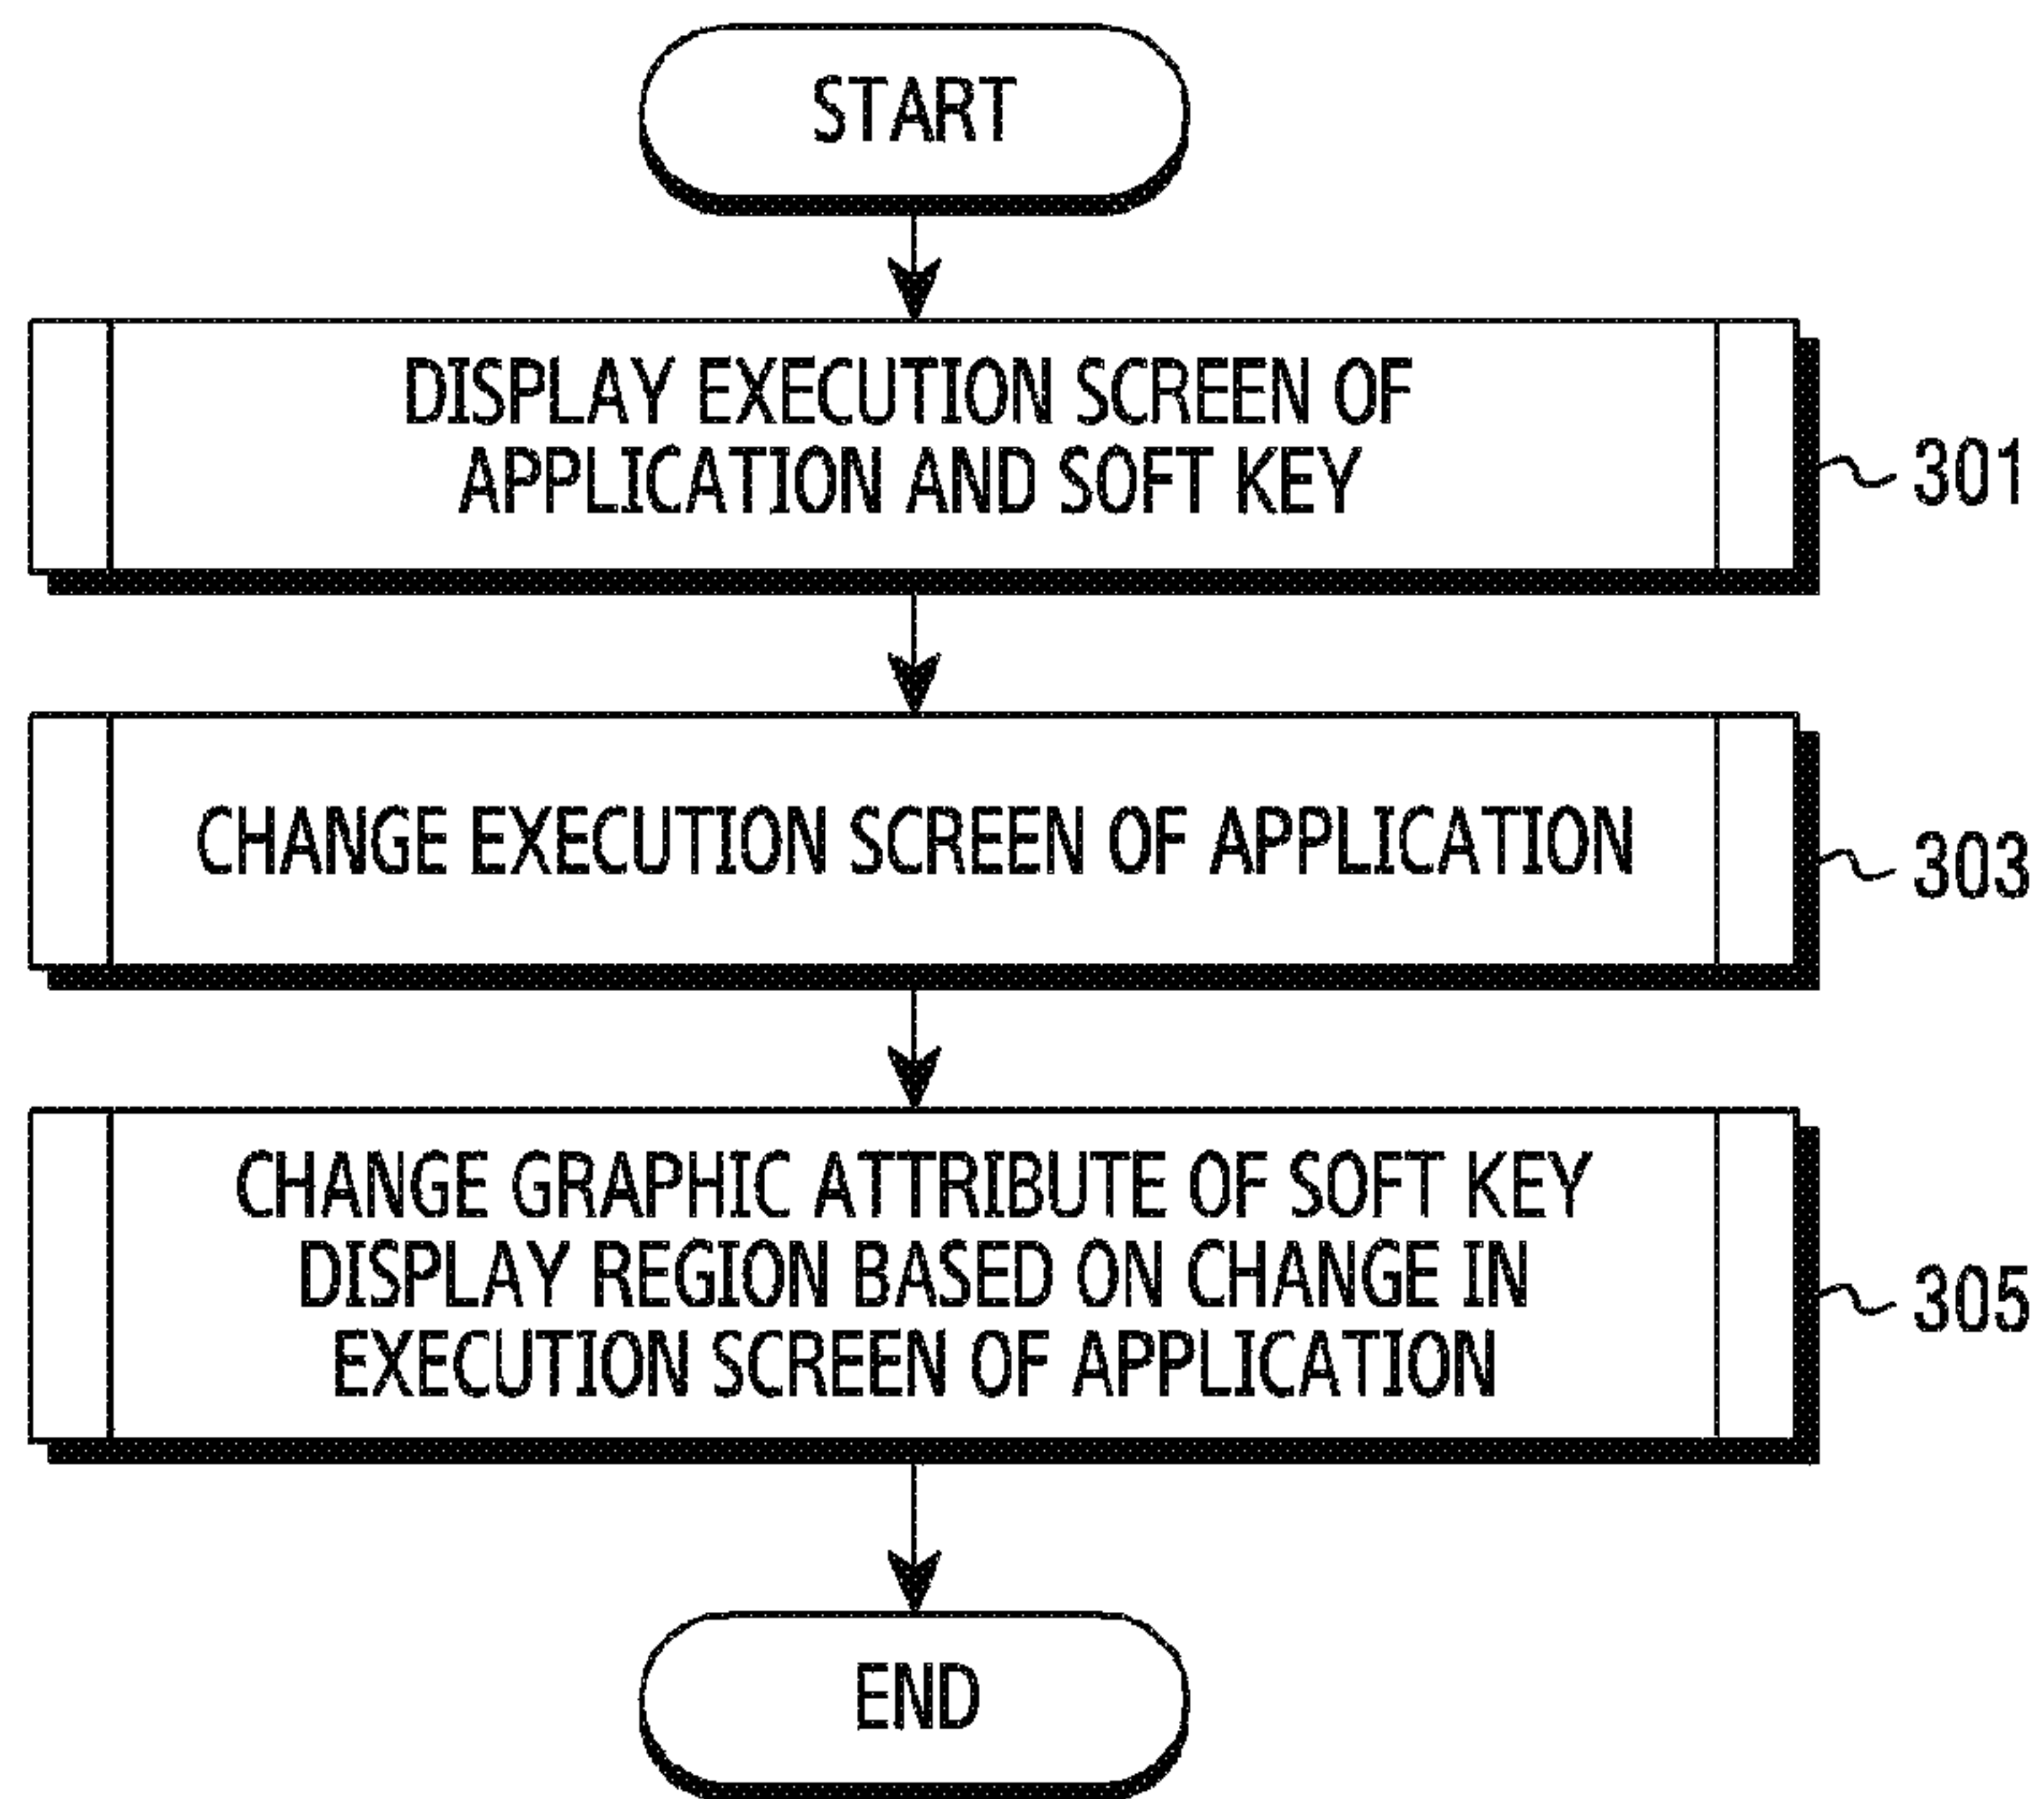 START
DISPLAY EXECUTION SCREEN OF
APPLICATION AND SOFT KEY
301
CHANGE EXECUTION SCREEN OF APPLICATION
303
CHANGE GRAPHIC ATTRIBUTE OF SOFT KEY
DISPLAY REGION BASED ON CHANGE IN
EXECUTION SCREEN OF APPLICATION
305
END